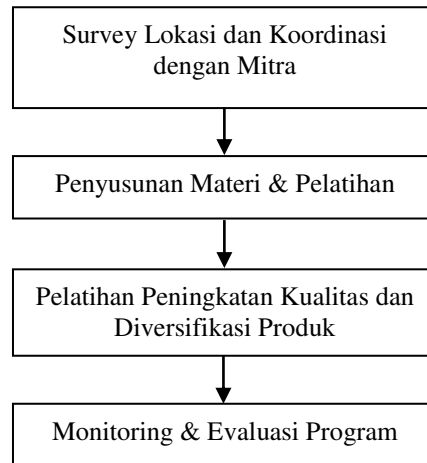 Survey Lokasi dan Koordinasi
dengan Mitra
Penyusunan Materi & Pelatihan
Pelatihan Peningkatan Kualitas dan
Diversifikasi Produk
Monitoring & Evaluasi Program